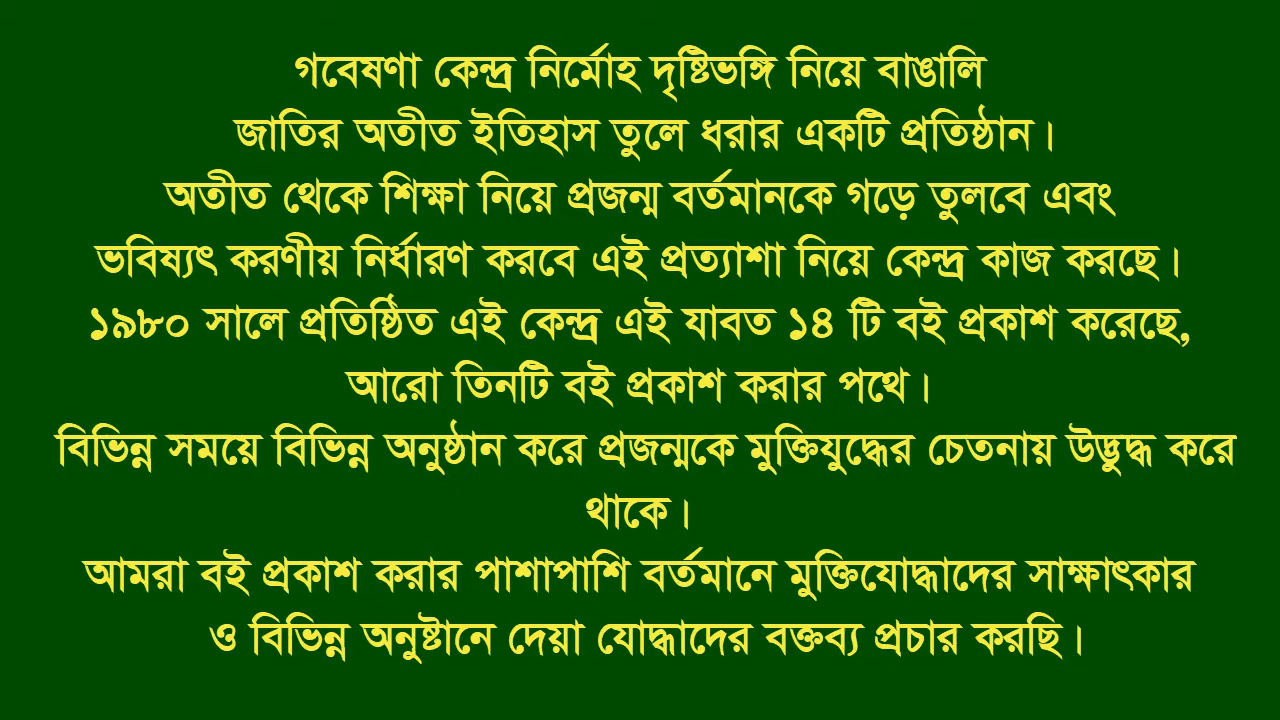 গবেষণা কেন্দ্র নির্মোহ দৃষ্টিভঙ্গি নিয়ে বাঙালি
জাতির অতীত ইতিহাস তুলে ধরার একটি প্রতিষ্ঠান।
অতীত থেকে শিক্ষা নিয়ে প্রজন্ম বর্তমানকে গড়ে তুলবে এবং
ভবিষ্যৎ করণীয় নির্ধারণ করবে এই প্রত্যাশা নিয়ে কেন্দ্র কাজ করছে।
১৯৮০ সালে প্রতিষ্ঠিত এই কেন্দ্র এই যাবত ১৪ টি বই প্রকাশ করেছে,
আরো তিনটি বই প্রকাশ করার পথে।
বিভিন্ন সময়ে বিভিন্ন অনুষ্ঠান করে প্রজন্মকে মুক্তিযুদ্ধের চেতনায় উদ্ভুদ্ধ করে
থাকে।
আমরা বই প্রকাশ করার পাশাপাশি বর্তমানে মুক্তিযোদ্ধাদের সাক্ষাৎকার
ও বিভিন্ন অনুষ্টানে দেয়া যোদ্ধাদের বক্তব্য প্রচার করছি।